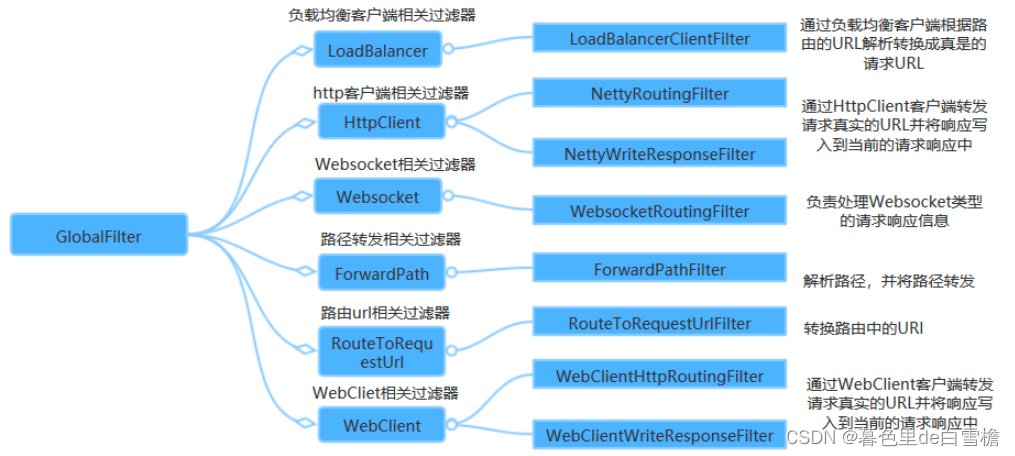 GlobalFilter
负载均衡客户端相关过滤器
LoadBalancer
LoadBalancerClientFilter
通过负载均衡客户端根据路
由的URL解析转换成真是的
请求URL
http客户端相关过滤器
HttpClient
NettyRoutingFilter
NettyWriteResponseFilter
通过HttpClient客户端转发
请求真实的URL并将响应写
入到当前的请求响应中
Websocket相关过滤器
Websocket
WebsocketRoutingFilter
负责处理Websocket类型
的请求响应信息
路径转发相关过滤器
ForwardPath
ForwardPathFilter
解析路径，并将路径转发
路由url相关过滤器
RouteToRequ
estUrl
RouteToRequestUrlFilter
转换路由中的URI
WebCliet相关过滤器
WebClient
WebClientHttpRoutingFilter
WebClientWriteResponseFilter
通过WebClient客户端转发
请求真实的URL并将响应写
入到当前的请求响应中
CSDN @暮色里de白雪檐